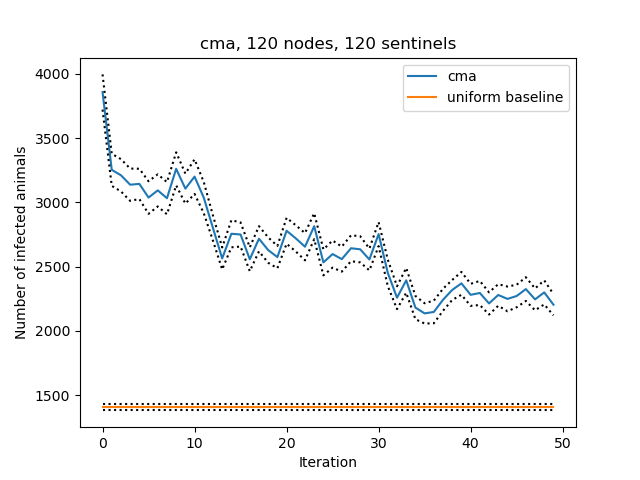 cma, 120 nodes, 120 sentinels
cma
uniform baseline
Number of infected animals
4000
3500
3000
2500
2000
1500
0 10 20 30 40 50
Iteration